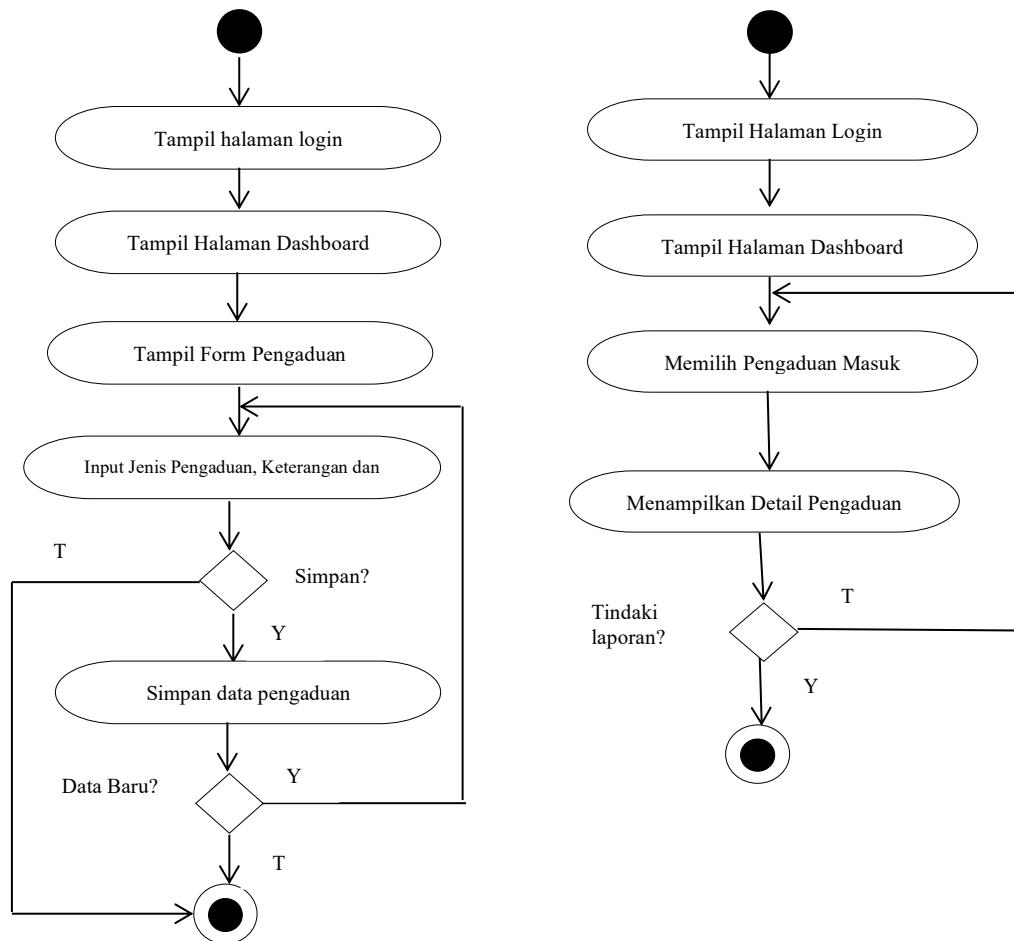 Tampil halaman login
Tampil Halaman Dashboard
Tampil Form Pengaduan
Input Jenis Pengaduan, Keterangan dan
T
Simpan?
Y
Simpan data pengaduan
Data Baru?
Y
T
Tampil Halaman Login
Tampil Halaman Dashboard
Memilih Pengaduan Masuk
Menampilkan Detail Pengaduan
Tindaki
laporan?
T
Y